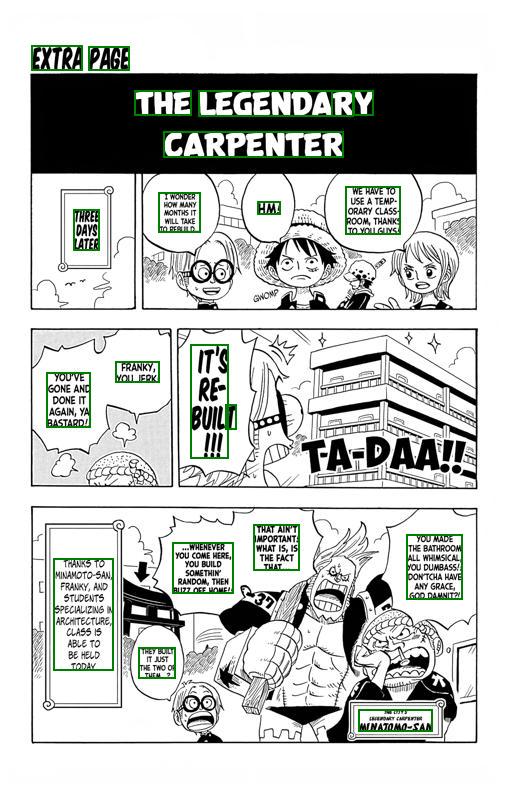 EXTRA PAGE
THE LEGENDARY
CARPENTER
THREE
DAYS
LATER
I WONDER
HOW MANY
MONTHS IT
WILL TAKE
TO REBUILD...
HM!
WE HAVE TO
USE A TEMP-
ORARY CLASS-
ROOM, THANKS
TO YOU GUYS!
GWOMP
YOU'VE
GONE AND
DONE IT
AGAIN, YA
BASTARD!
FRANKY,
YOU JERK
IT'S
RE-
BUILT
!!!
TA-DAA!!
THANKS TO
MINAMOTO-SAN,
FRANKY, AND
STUDENTS
SPECIALIZING IN
ARCHITECTURE,
CLASS IS
ABLE TO
BE HELD
TODAY
...WHENEVER
YOU COME HERE,
YOU BUILD
SOMETHIN'
RANDOM, THEN
BUZZ OFF HOME!
THAT AIN'T
IMPORTANT!
WHAT IS, IS
THE FACT
THAT...
YOU MADE
THE BATHROOM
ALL WHIMSICAL,
YOU DUMBASS!
DON'TCHA HAVE
ANY GRACE,
GOD DAMNIT?!
37
THEY BUILT
IT JUST
THE TWO OF
THEM...?
THE CITY'S
LEGENDARY CARPENTER
MINATOMO-SAN